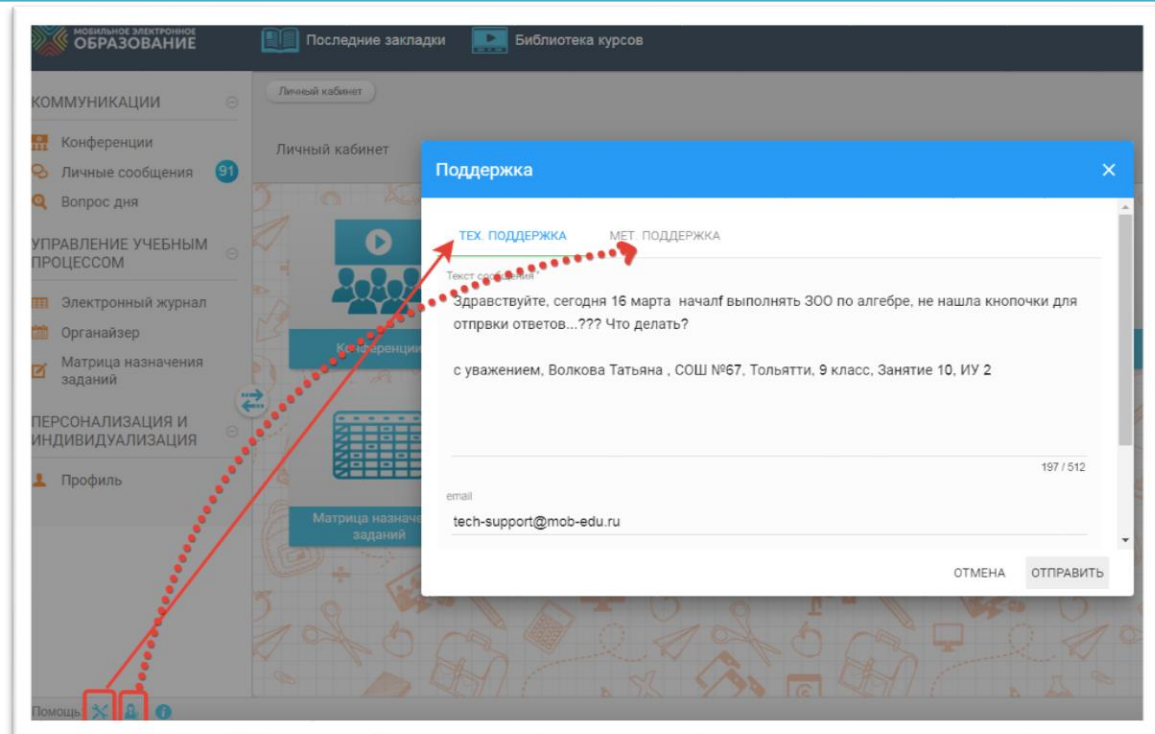 МОБИЛЬНОЕ ЭЛЕКТРОННОЕ
ОБРАЗОВАНИЕ
Последние закладки
Библиотека курсов
КОММУНИКАЦИИ
Конференции
Личные сообщения 91
Вопрос дня
УПРАВЛЕНИЕ УЧЕБНЫМ
ПРОЦЕССОМ
Электронный журнал
Органайзер
Матрица назначения
заданий
ПЕРСОНАЛИЗАЦИЯ И
ИНДИВИДУАЛИЗАЦИЯ
Профиль
Помощь
Личный кабинет
Личный кабинет
Конференции
Матрица назначе
заданий
Поддержка
ТЕХ. ПОДДЕРЖКА
МЕТ. ПОДДЕРЖКА
Текст сообщения *
Здравствуйте, сегодня 16 марта началf выполнять ЗОО по алгебре, не нашла кнопочки для
отпрвки ответов...??? Что делать?
с уважением, Волкова Татьяна , СОШ №67, Тольятти, 9 класс, Занятие 10, ИУ 2
197 / 512
email
tech-support@mob-edu.ru
ОТМЕНА
ОТПРАВИТЬ